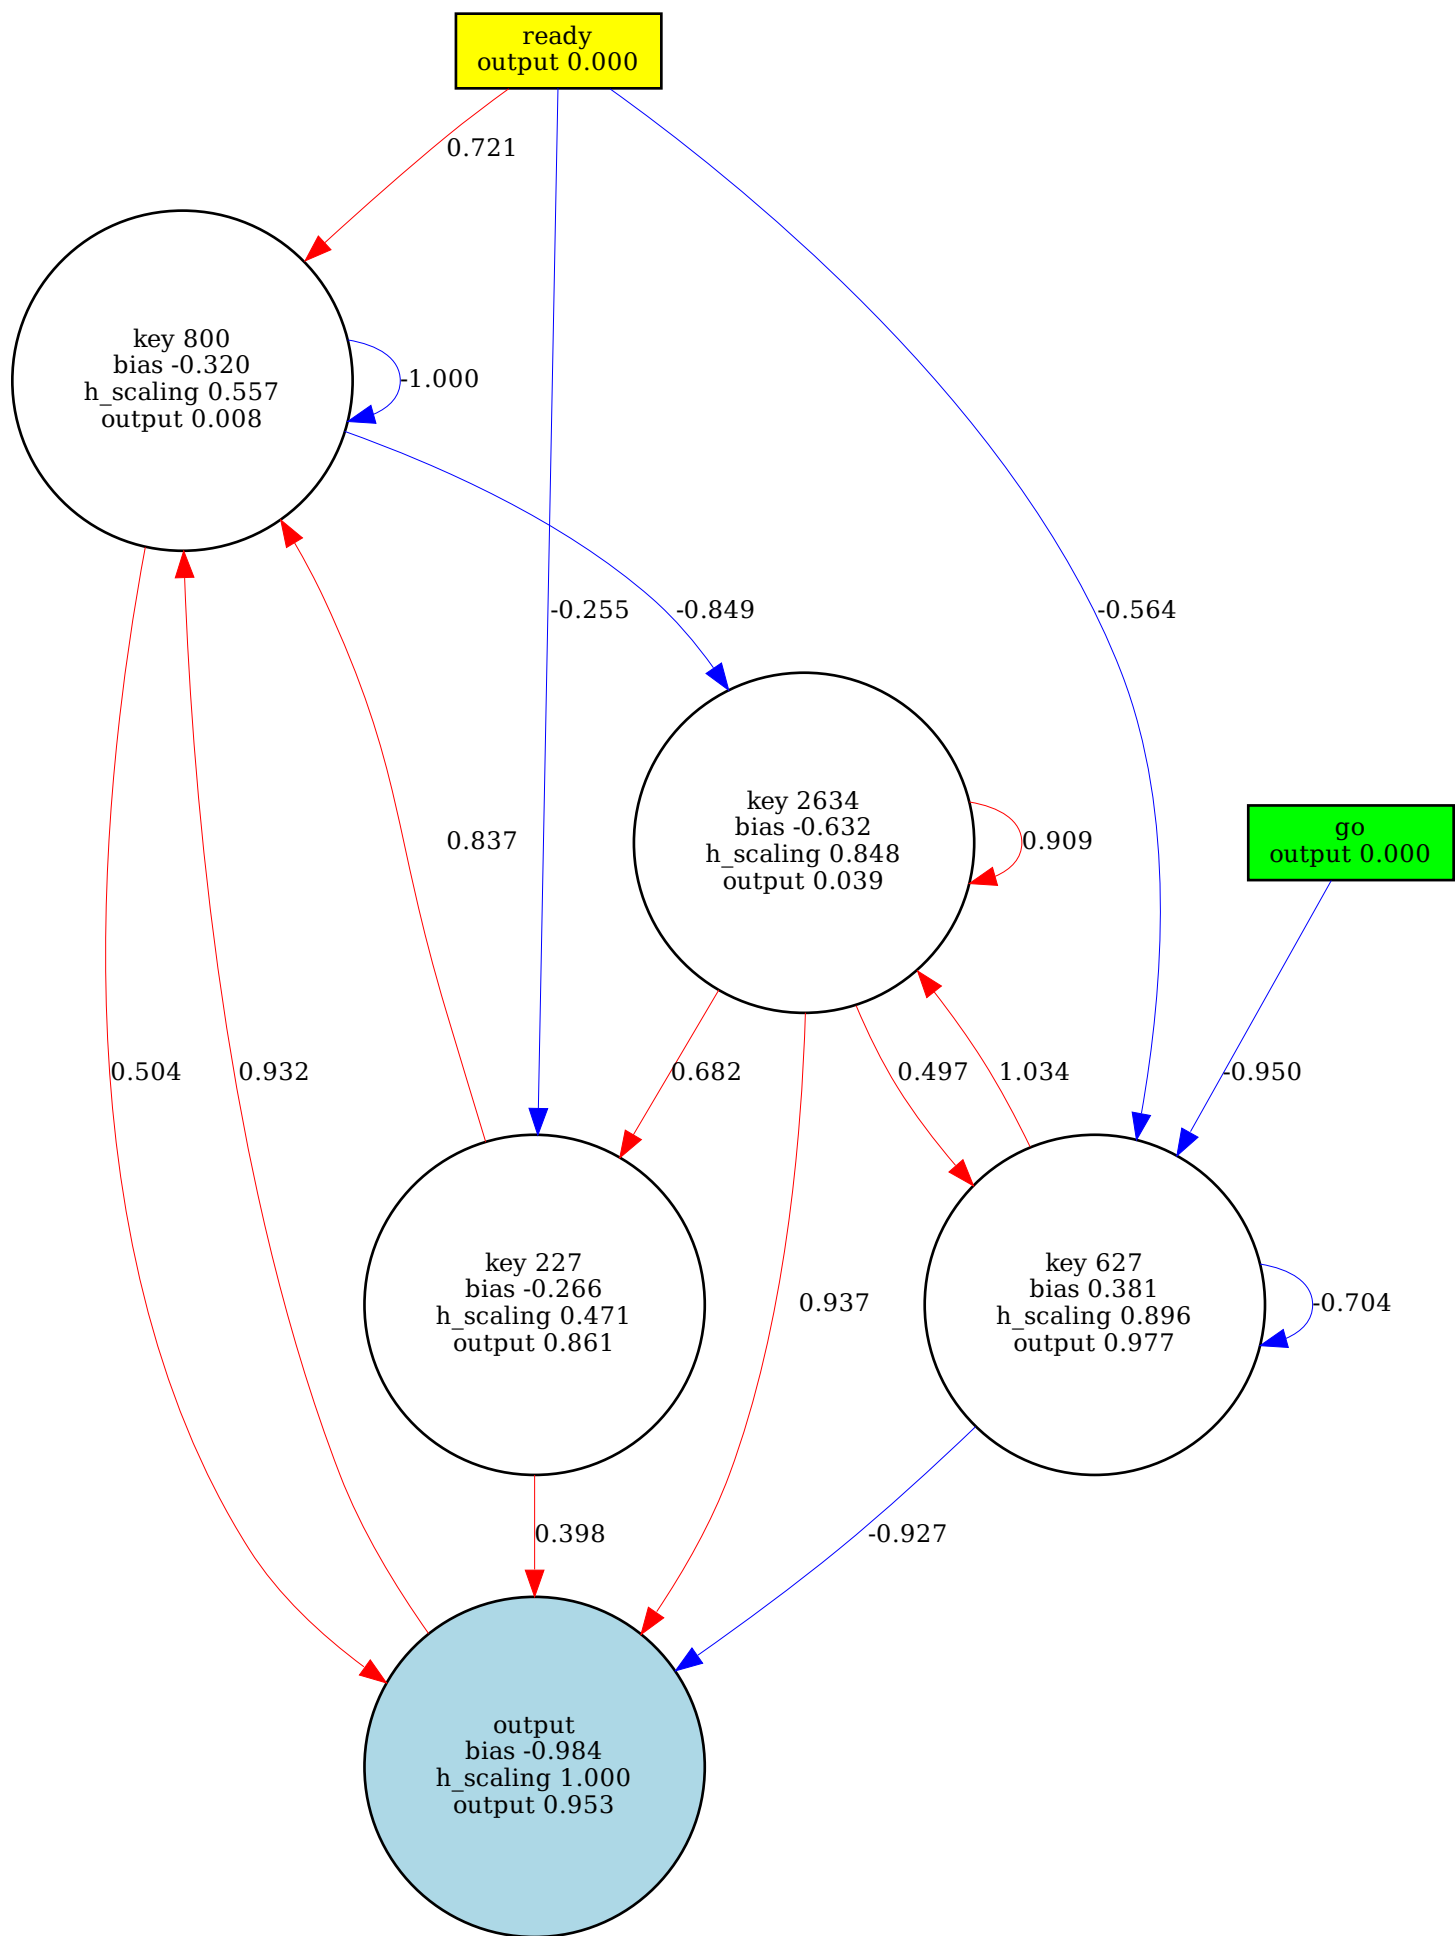 ready
output 0.000
0.721
key 800
bias -0.320
h_scaling 0.557
output 0.008
-1.000
-0.255
-0.849
-0.564
key 2634
bias -0.632
h_scaling 0.848
output 0.039
0.909
go
output 0.000
0.837
0.504
0.932
0.682
0.497
1.034
-0.950
key 227
bias -0.266
h_scaling 0.471
output 0.861
0.937
key 627
bias 0.381
h_scaling 0.896
output 0.977
-0.704
0.398
-0.927
output
bias -0.984
h_scaling 1.000
output 0.953